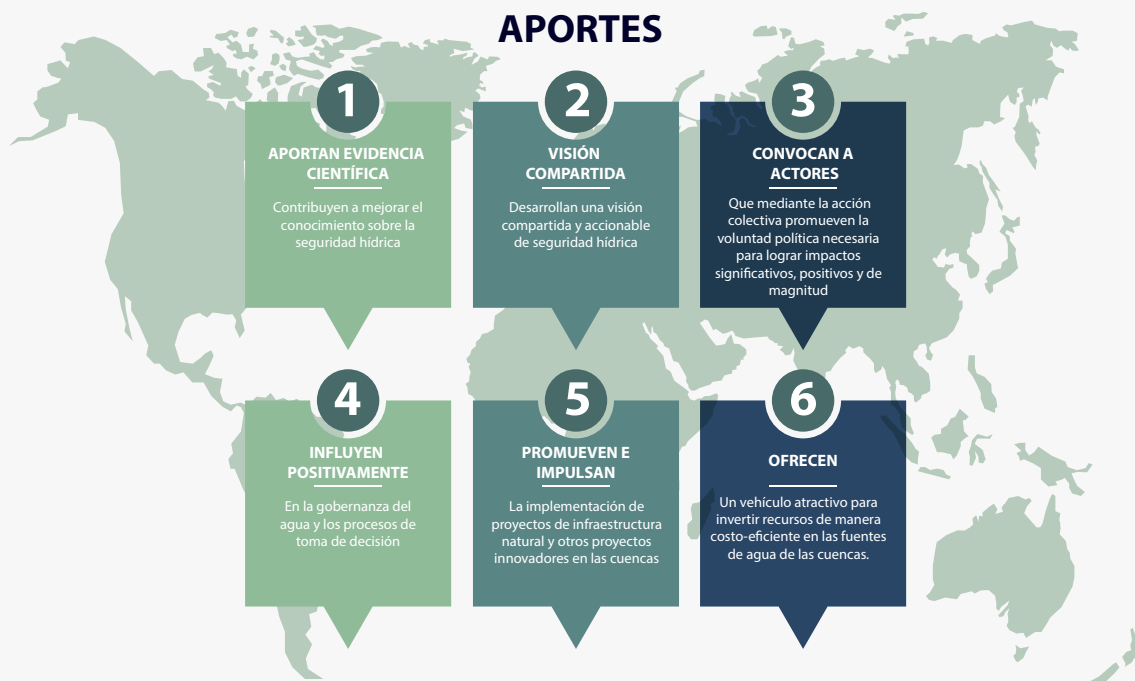 APORTES
1
APORTAN EVIDENCIA
CIENTÍFICA
Contribuyen a mejorar el
conocimiento sobre la
seguridad hídrica
2
VISIÓN
COMPARTIDA
Desarrollan una visión
compartida y accionable
de seguridad hídrica
3
CONVOCAN A
ACTORES
Que mediante la acción
colectiva promueven la
voluntad política necesaria
para lograr impactos
significativos, positivos y de
magnitud
4
INFLUYEN
POSITIVAMENTE
En la gobernanza del
agua y los procesos de
toma de decisión
5
PROMUEVEN E
IMPULSAN
La implementación de
proyectos de infraestructura
natural y otros proyectos
innovadores en las cuencas
6
OFRECEN
Un vehículo atractivo para
invertir recursos de manera
costo-eficiente en las fuentes
de agua de las cuencas.